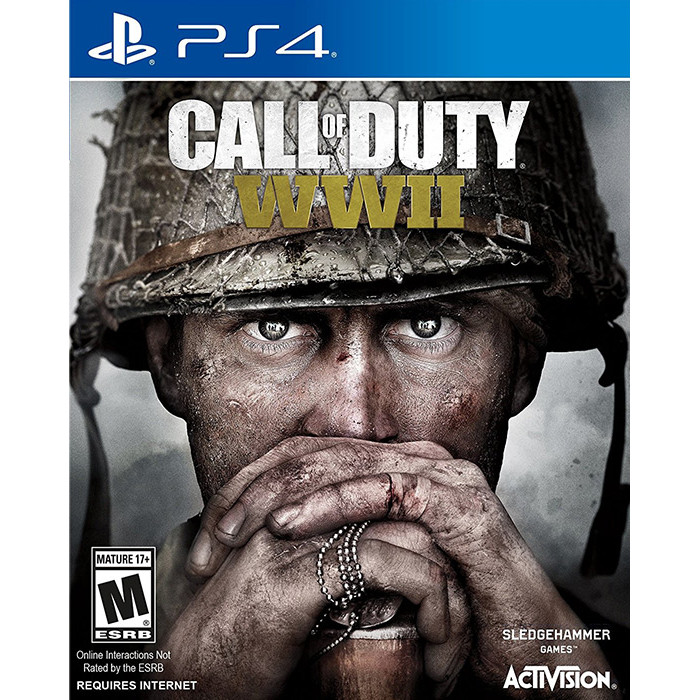 PS4
CALL OF DUTY
WWII
MATURE 17+
M
ESRB
Online Interactions Not
Rated by the ESRB
REQUIRES INTERNET
SLEDGEHAMMER
GAMES™
ACTIVISION®